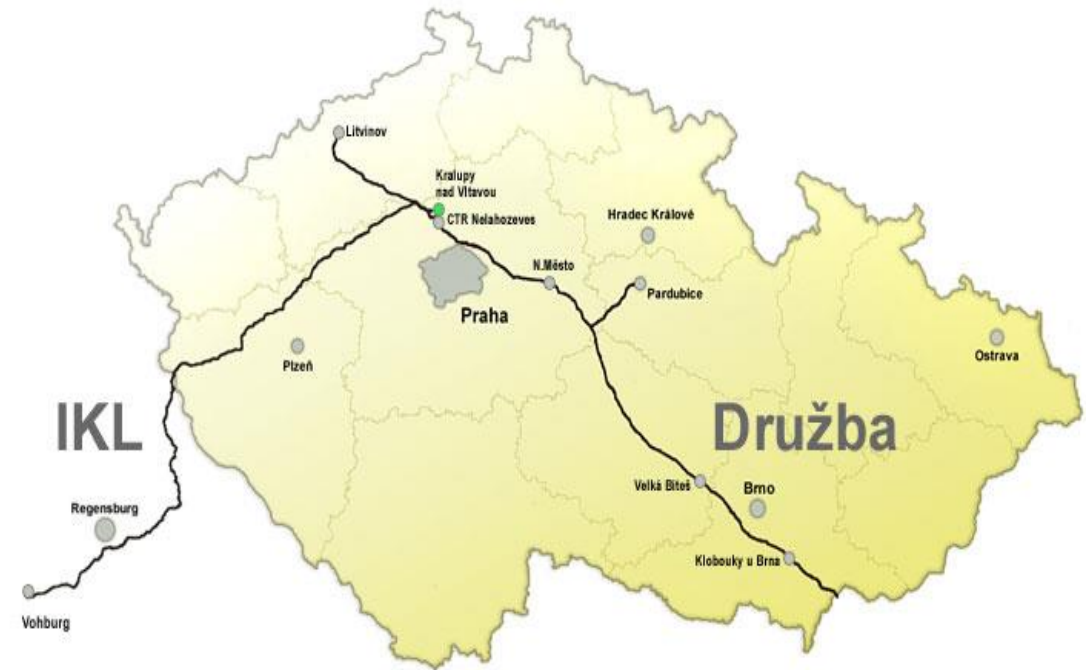 Litvínov
Kralupy
nad Vltavou
CTR Nelahozeves
Hradec Králové
N.Město
Pardubice
Praha
Plzeň
Ostrava
IKL
Družba
Velká Bíteš
Brno
Regensburg
Klobouky u Brna
Vohburg